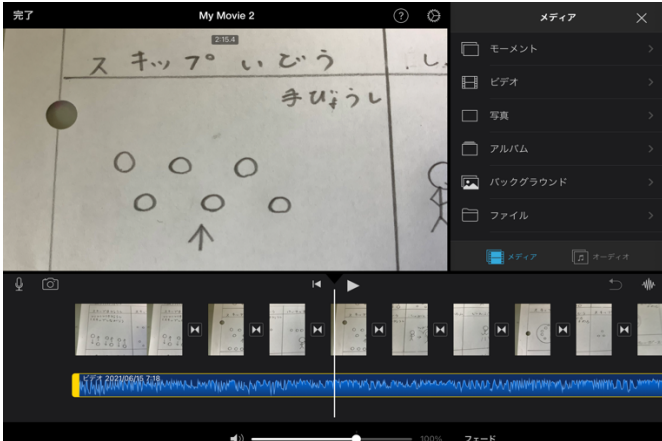 完了
My Movie 2
?
メディア
2:15.4
スキップいどう
し
手びょうし
モーメント
ビデオ
写真
アルバム
バックグラウンド
ファイル
メディア
オーディオ
ビデオ 2021/06/15 7:18
100%
フェード